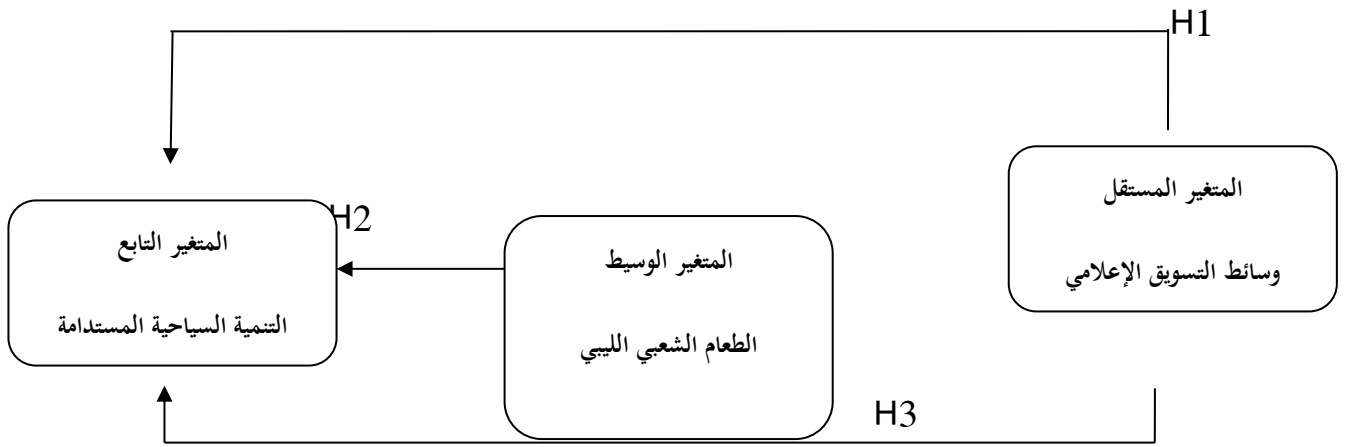 H1
المتغير المستقل
وسائط التسويق الإعلامي
H2
المتغير الوسيط
الطعام الشعبي الليبي
المتغير التابع
التنمية السياحية المستدامة
H3